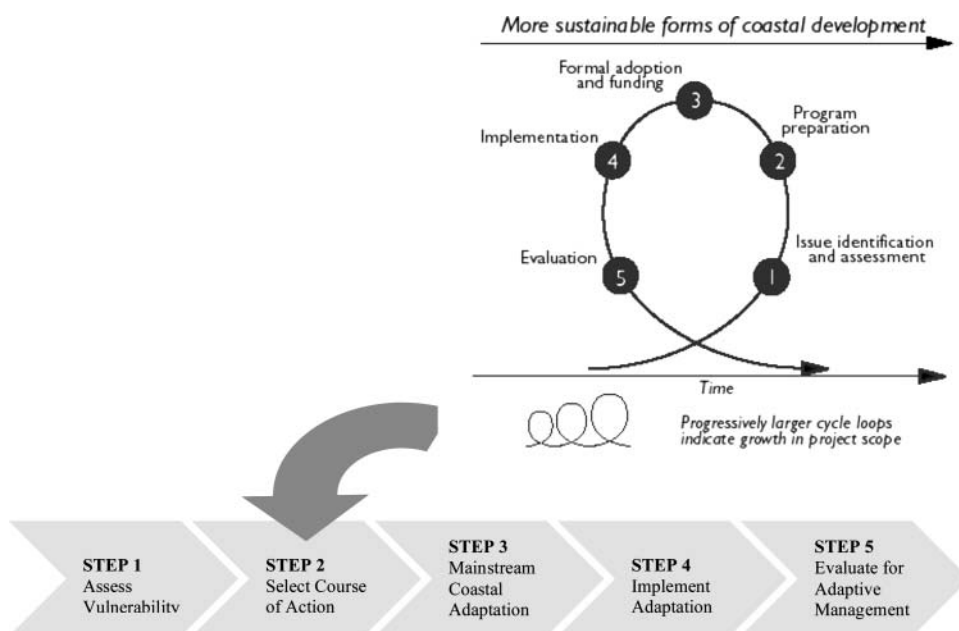 More sustainable forms of coastal development
Formal adoption
and funding
3
Program
preparation
Implementation
4
2
Issue identification
and assessment
Evaluation
5
1
Time
Progressively larger cycle loops
indicate growth in project scope
STEP 1
Assess
Vulnerability
STEP 2
Select Course
of Action
STEP 3
Mainstream
Coastal
Adaptation
STEP 4
Implement
Adaptation
STEP 5
Evaluate for
Adaptive
Management